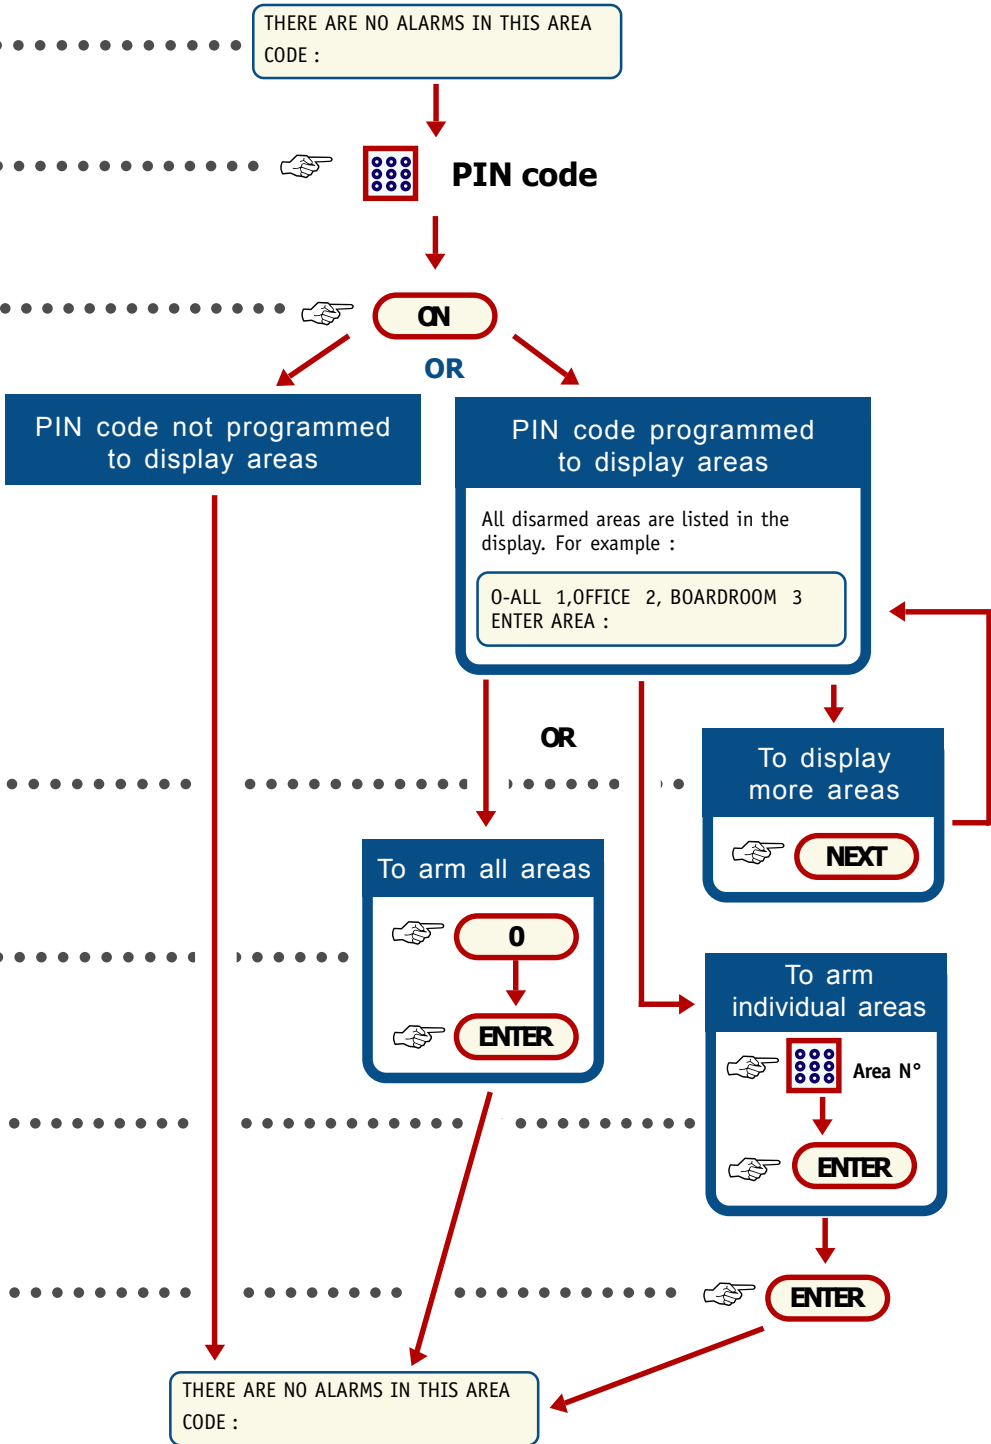 THERE ARE NO ALARMS IN THIS AREA
CODE :
PIN code
ON
OR
PIN code not programmed
to display areas
PIN code programmed
to display areas
All disarmed areas are listed in the
display. For example :
O-ALL 1,OFFICE 2, BOARDROOM 3
ENTER AREA :
OR
To display
more areas
NEXT
To arm all areas
0
ENTER
To arm
individual areas
Area N°
ENTER
ENTER
THERE ARE NO ALARMS IN THIS AREA
CODE :